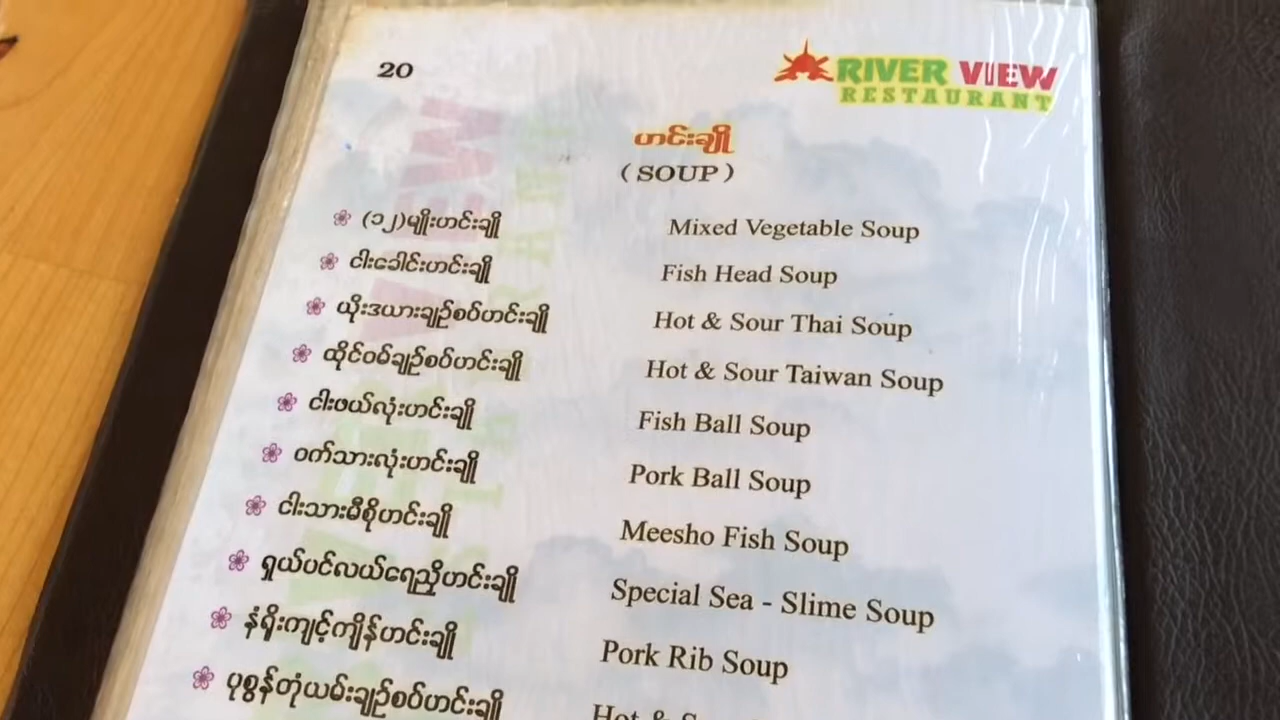 20
RIVER VIEW
RESTAURANT
ဟင်းချို
( SOUP )
(၁၂)မျိုးဟင်းချို Mixed Vegetable Soup
ငါးခေါင်းဟင်းချို Fish Head Soup
ယိုးဒယားချဉ်စပ်ဟင်းချို Hot & Sour Thai Soup
ထိုင်ဝမ်ချဉ်စပ်ဟင်းချို Hot & Sour Taiwan Soup
ငါးဖယ်လုံးဟင်းချို Fish Ball Soup
ဝက်သားလုံးဟင်းချို Pork Ball Soup
ငါးသားမီစိုဟင်းချို Meesho Fish Soup
ရှယ်ပင်လယ်ရေညှိဟင်းချို Special Sea - Slime Soup
နံရိုးကျင့်ကျိန်ဟင်းချို Pork Rib Soup
ပုစွန်တုံယမ်းချဉ်စပ်ဟင်းချို Hot &